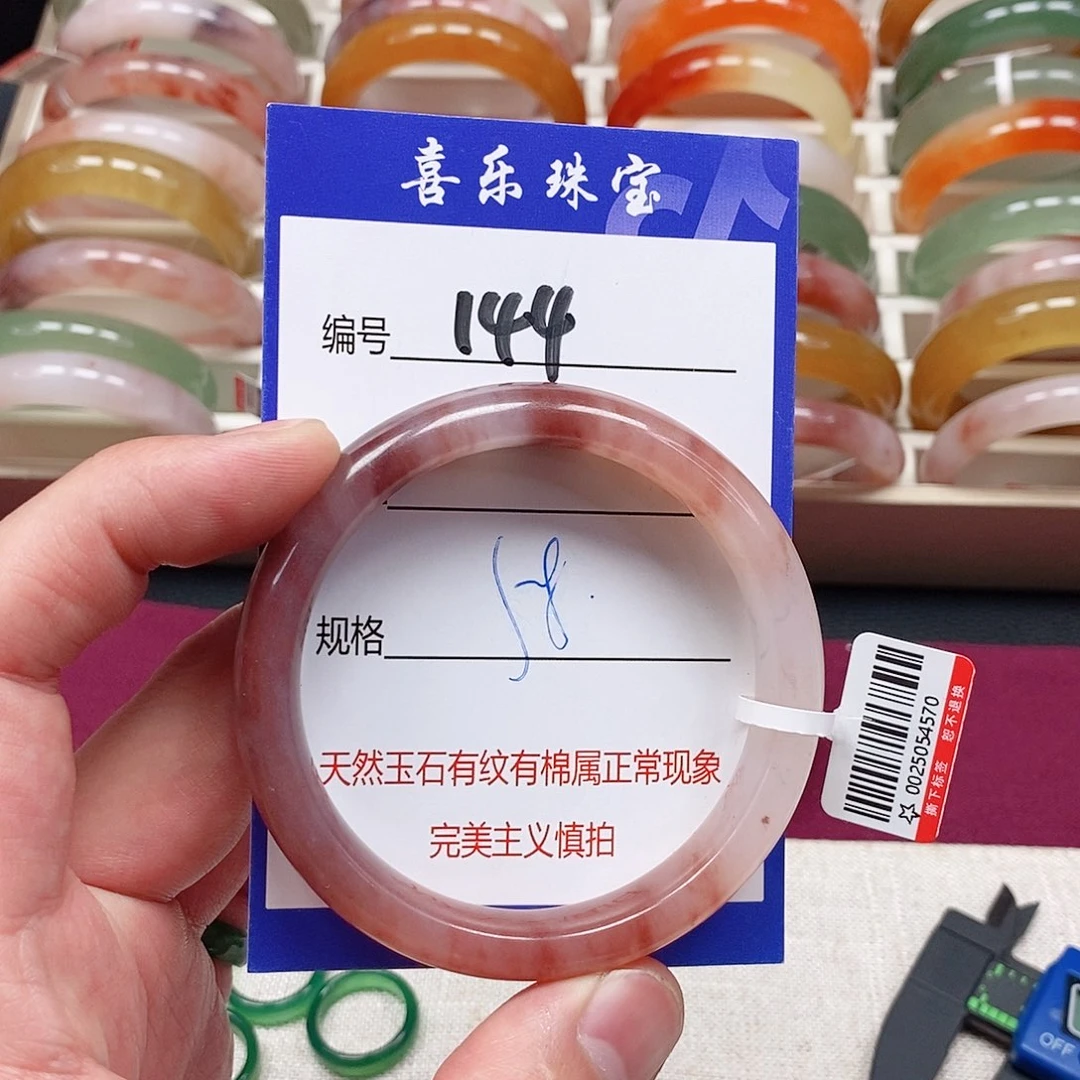 喜乐珠宝
编号 144
规格
天然玉石有纹有棉属正常现象
完美主义慎拍
0025054570
撕下标签 恕不退换
OFF